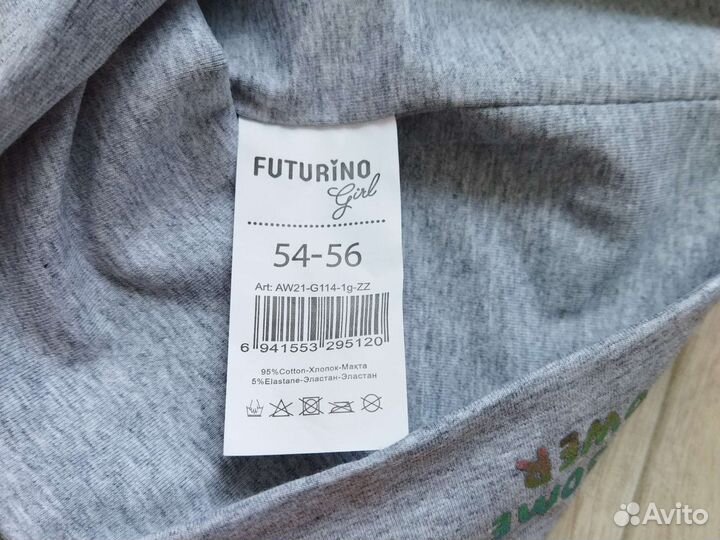 FUTURINO
Girl
54-56
Art: AW21-G114-1g-ZZ
6 941553 295120
95%Cotton-Хлопок-Мақта
5%Elastane-Эластан-Эластан
SOME
Avito